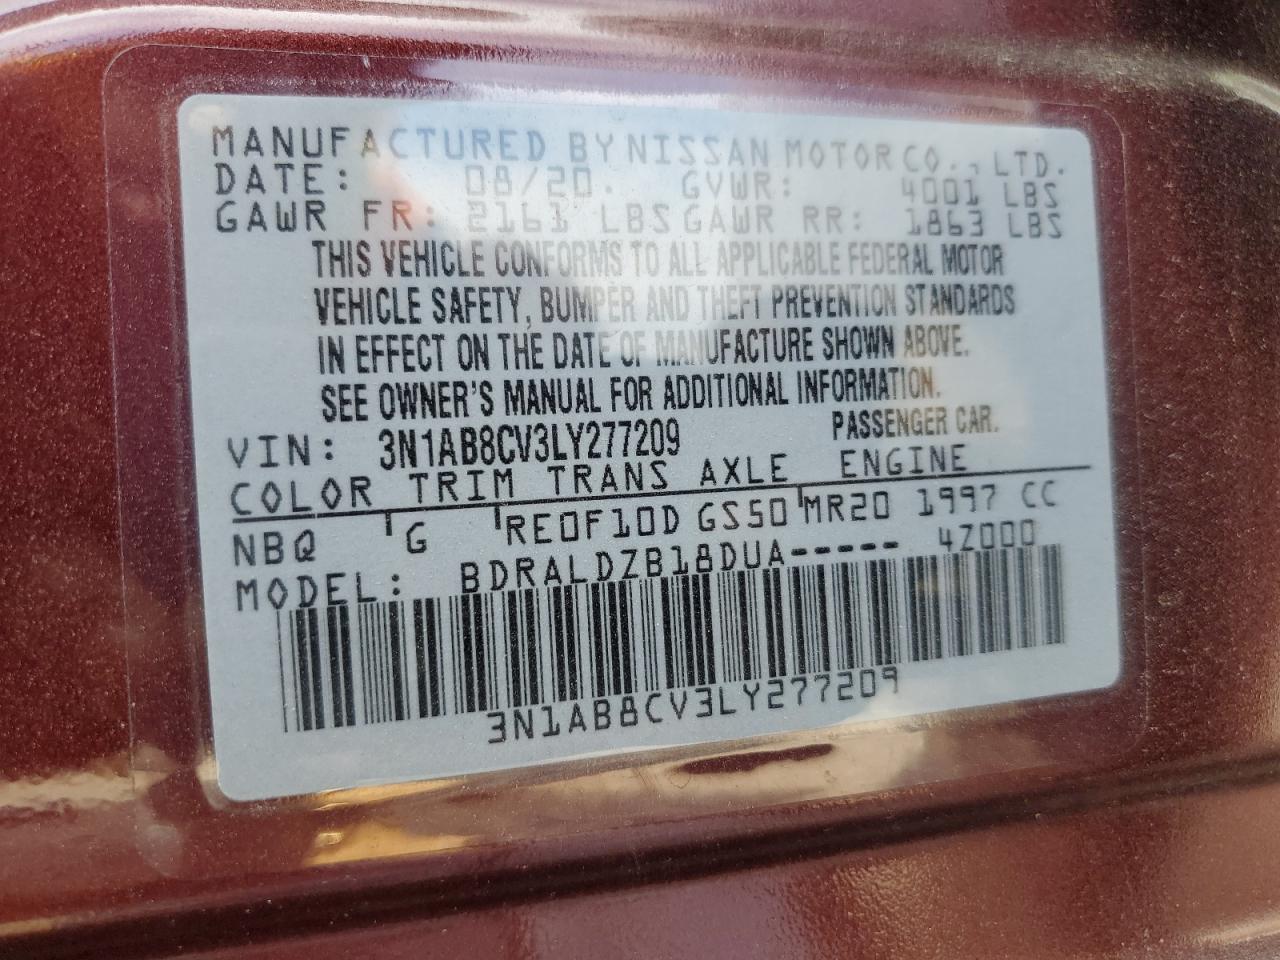 MANUFACTURED BY NISSAN MOTOR CO., LTD.
DATE: 08/20. GVWR: 4001 LBS
GAWR FR: 2161 LBS GAWR RR: 1863 LBS
THIS VEHICLE CONFORMS TO ALL APPLICABLE FEDERAL MOTOR
VEHICLE SAFETY, BUMPER AND THEFT PREVENTION STANDARDS
IN EFFECT ON THE DATE OF MANUFACTURE SHOWN ABOVE.
SEE OWNER'S MANUAL FOR ADDITIONAL INFORMATION.
VIN: 3N1AB8CV3LY277209 PASSENGER CAR.
COLOR TRIM TRANS AXLE ENGINE
NBQ G RE0F10D GS50 MR20 1997 CC
MODEL: BDRALDZB18DUA----- 4Z000
3N1AB8CV3LY277209